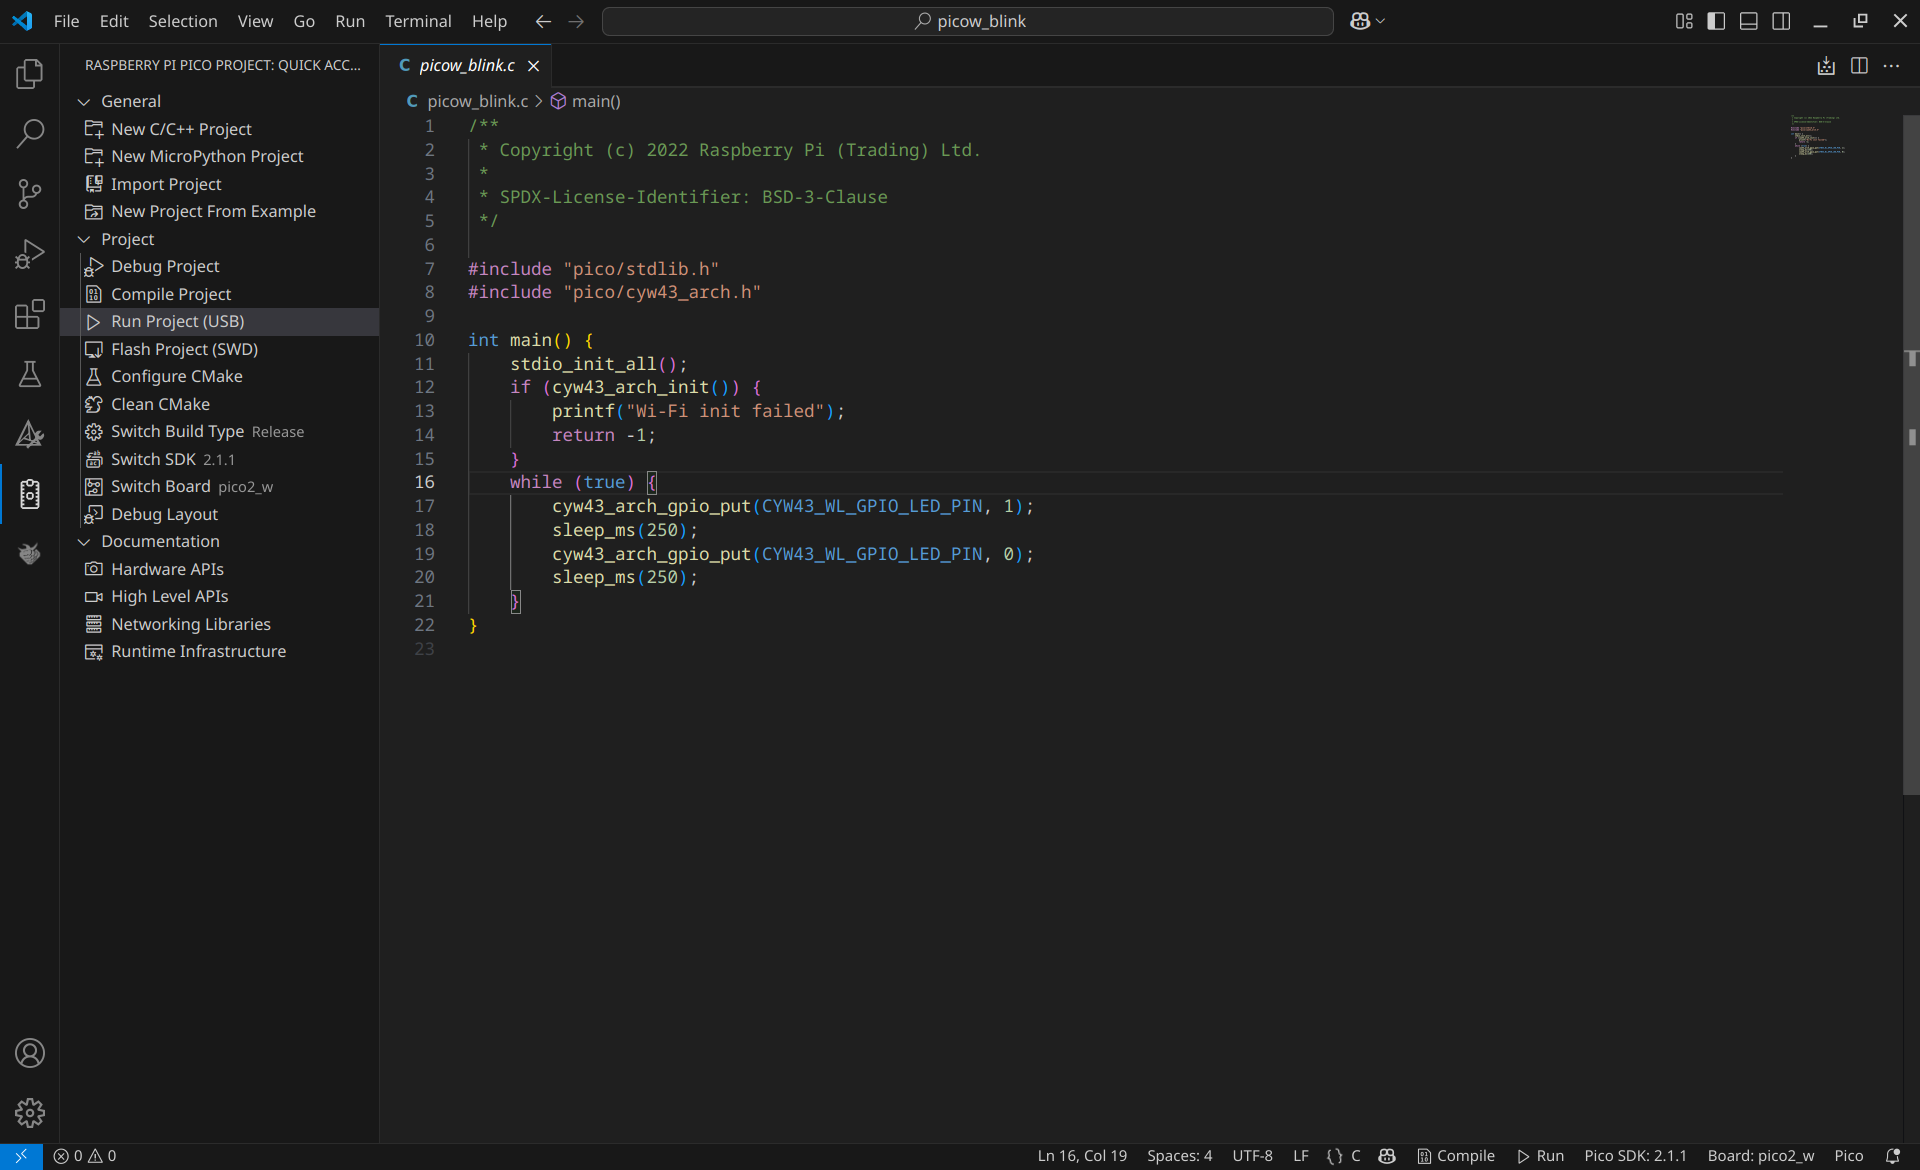 File Edit Selection View Go Run Terminal Help
picow_blink
RASPBERRY PI PICO PROJECT: QUICK ACC...
General
New C/C++ Project
New MicroPython Project
Import Project
New Project From Example
Project
Debug Project
Compile Project
Run Project (USB)
Flash Project (SWD)
Configure CMake
Clean CMake
Switch Build Type Release
Switch SDK 2.1.1
Switch Board pico2_w
Debug Layout
Documentation
Hardware APIs
High Level APIs
Networking Libraries
Runtime Infrastructure
C picow_blink.c
C picow_blink.c > main()
1 /**
2  * Copyright (c) 2022 Raspberry Pi (Trading) Ltd.
3  *
4  * SPDX-License-Identifier: BSD-3-Clause
5  */
6
7 #include "pico/stdlib.h"
8 #include "pico/cyw43_arch.h"
9
10 int main() {
11     stdio_init_all();
12     if (cyw43_arch_init()) {
13         printf("Wi-Fi init failed");
14         return -1;
15     }
16     while (true) {
17         cyw43_arch_gpio_put(CYW43_WL_GPIO_LED_PIN, 1);
18         sleep_ms(250);
19         cyw43_arch_gpio_put(CYW43_WL_GPIO_LED_PIN, 0);
20         sleep_ms(250);
21     }
22 }
23
0 0
Ln 16, Col 19 Spaces: 4 UTF-8 LF {} C Compile Run Pico SDK: 2.1.1 Board: pico2_w Pico